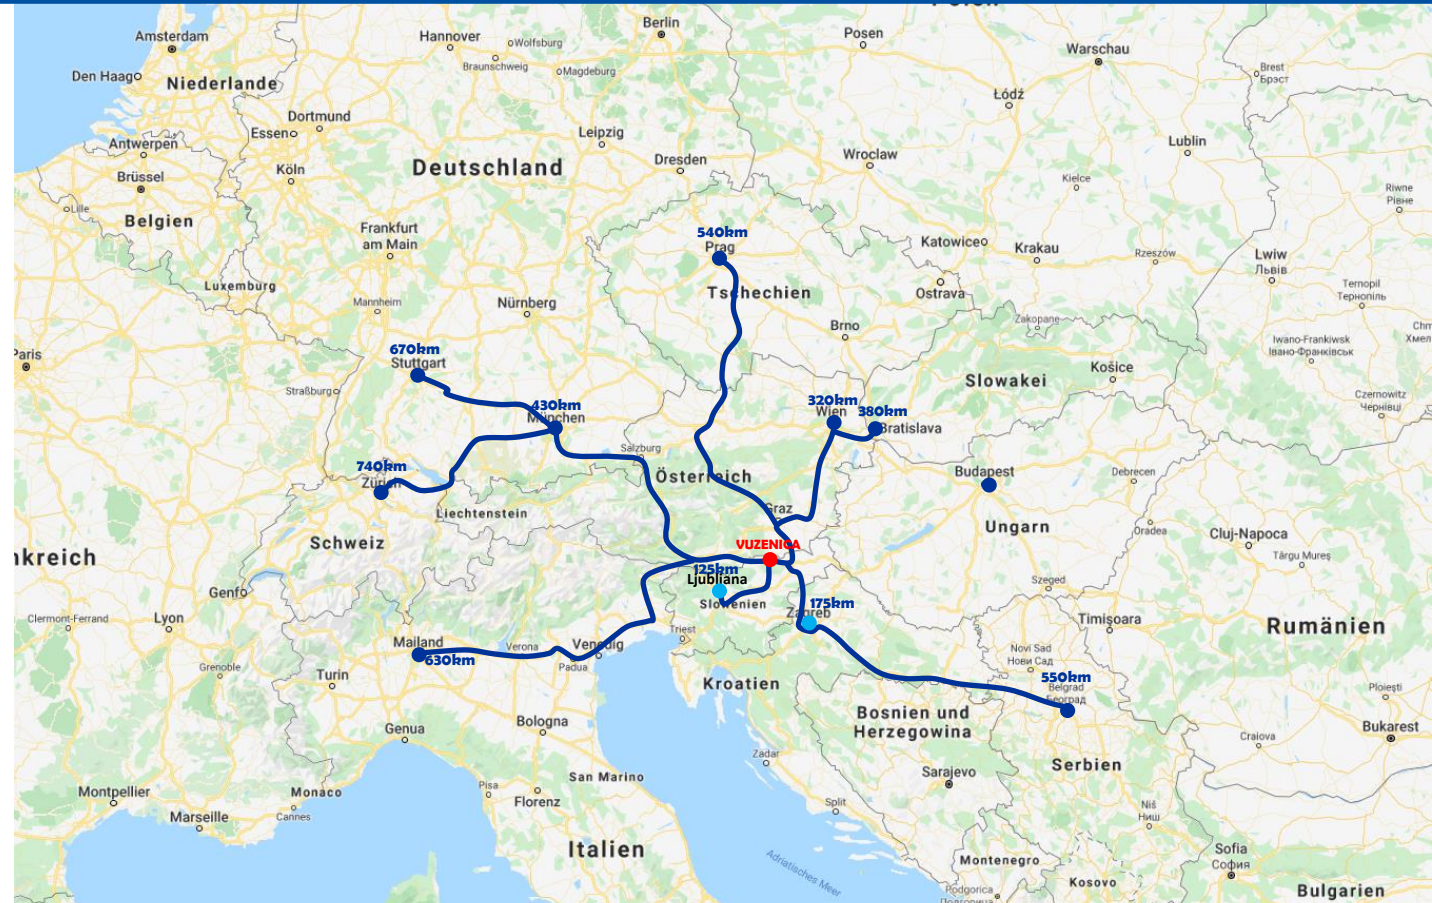 Polen
Berlin
Amsterdam
Hannover
Wolfsburg
Posen
Warschau
Braunschweig
Magdeburg
Den Haag
Niederlande
Brest
Брэст
Łódź
Dortmund
Essen
Leipzig
Antwerpen
Lublin
Deutschland
Dresden
Wroclaw
Köln
Brüssel
Kielce
Riwne
Рівне
Lille
Belgien
Frankfurt
am Main
540km
Prag
Katowice
Krakau
Rzeszów
Lwiw
Львів
Luxemburg
Tschechien
Ostrava
Ternopil
Тернопіль
Mannheim
Nürnberg
Zakopane
Brno
Chm
Хмел
Iwano-Frankiwsk
Івано-Франківськ
Paris
670km
Stuttgart
Košice
Slowakei
Straßburg
Czernowitz
Чернівці
430km
München
320km
Wien
380km
Bratislava
Salzburg
740km
Zürich
Österreich
Budapest
Debrecen
Liechtenstein
Graz
Ungarn
Oradea
Cluj-Napoca
Schweiz
VUZENICA
nkreich
Târgu Mureș
125km
Ljubljana
Szeged
Genf
Slowenien
175km
Zagreb
Clermont-Ferrand
Lyon
Timișoara
Rumänien
Triest
Mailand
630km
Verona
Venedig
Padua
Novi Sad
Нови Сад
Grenoble
Turin
Kroatien
550km
Belgrad
Београд
Ploiești
Bosnien und
Herzegowina
Genua
Bologna
Bukarest
Craiova
Zadar
Serbien
Sarajevo
San Marino
Pisa
Montpellier
Monaco
Florenz
Marseille
Cannes
Split
Niš
Ниш
Italien
Sofia
София
Adriatisches Meer
Montenegro
Kosovo
Podgorica
Подгорица
Bulgarien